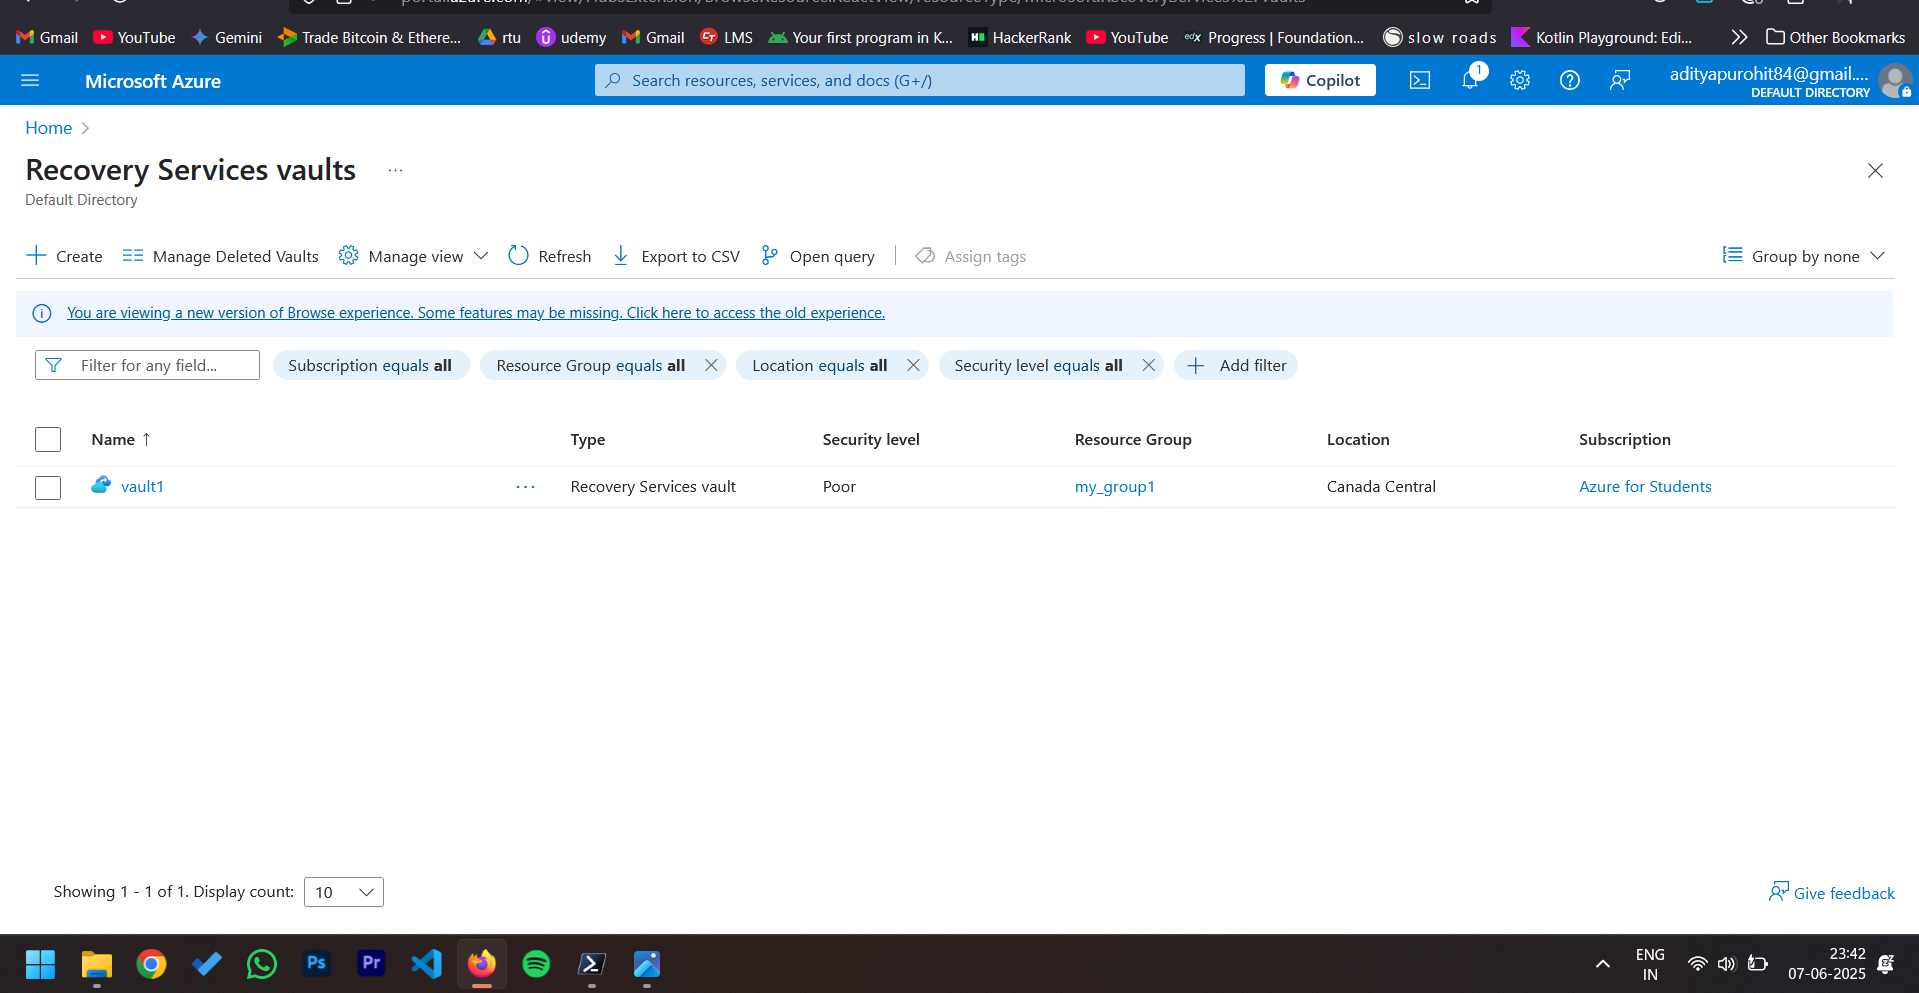 Gmail YouTube Gemini Trade Bitcoin & Ethere... rtu udemy Gmail LMS Your first program in K... HackerRank YouTube edX Progress | Foundation... slow roads Kotlin Playground: Edi... Other Bookmarks
Microsoft Azure
Search resources, services, and docs (G+/)
Copilot
1
adityapurohit84@gmail....
DEFAULT DIRECTORY
Home
Recovery Services vaults ...
Default Directory
Create Manage Deleted Vaults Manage view Refresh Export to CSV Open query Assign tags Group by none
You are viewing a new version of Browse experience. Some features may be missing. Click here to access the old experience.
Filter for any field... Subscription equals all Resource Group equals all Location equals all Security level equals all Add filter
Name ↑ Type Security level Resource Group Location Subscription
vault1 ... Recovery Services vault Poor my_group1 Canada Central Azure for Students
Showing 1 - 1 of 1. Display count: 10
Give feedback
Ps Pr
ENG
IN
23:42
07-06-2025